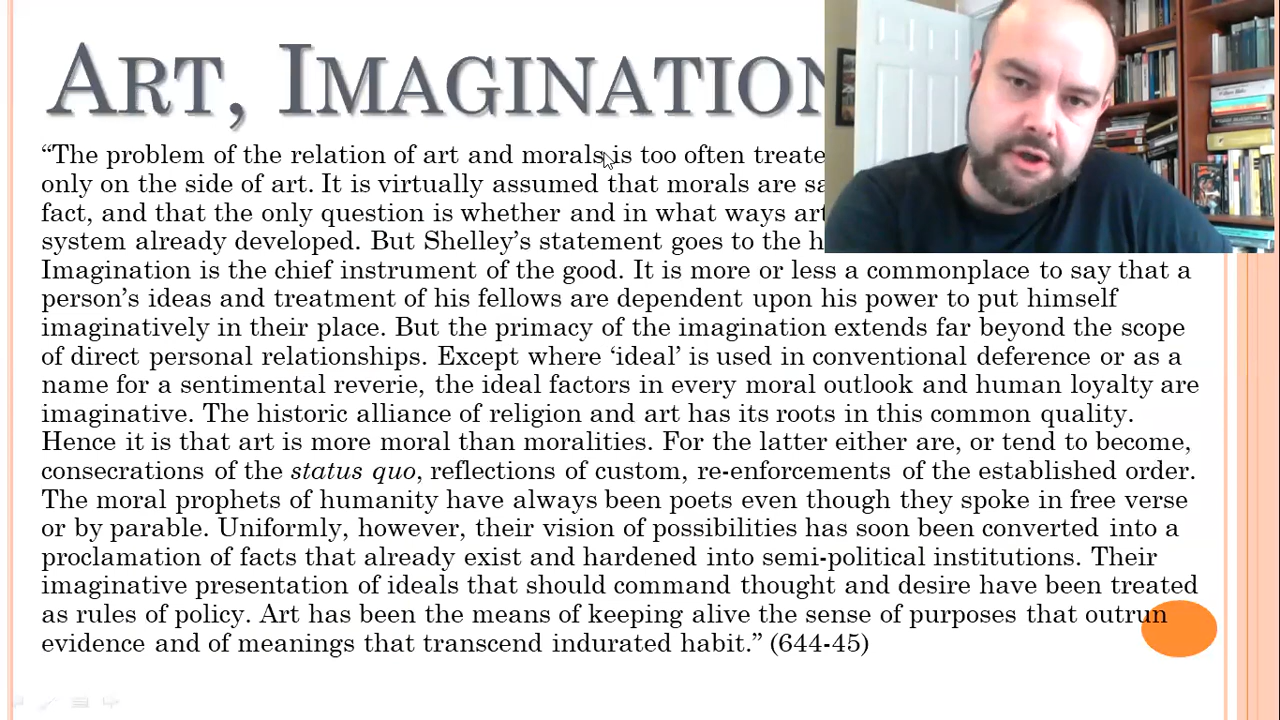 ART, IMAGINATION
“The problem of the relation of art and morals is too often
only on the side of art. It is virtually assumed that morals are
fact, and that the only question is whether and in what ways
system already developed. But Shelley’s statement goes to the
Imagination is the chief instrument of the good. It is more or less a commonplace to say that a
person’s ideas and treatment of his fellows are dependent upon his power to put himself
imaginatively in their place. But the primacy of the imagination extends far beyond the scope
of direct personal relationships. Except where ‘ideal’ is used in conventional deference or as a
name for a sentimental reverie, the ideal factors in every moral outlook and human loyalty are
imaginative. The historic alliance of religion and art has its roots in this common quality.
Hence it is that art is more moral than moralities. For the latter either are, or tend to become,
consecrations of the status quo, reflections of custom, re-enforcements of the established order.
The moral prophets of humanity have always been poets even though they spoke in free verse
or by parable. Uniformly, however, their vision of possibilities has soon been converted into a
proclamation of facts that already exist and hardened into semi-political institutions. Their
imaginative presentation of ideals that should command thought and desire have been treated
as rules of policy. Art has been the means of keeping alive the sense of purposes that outrun
evidence and of meanings that transcend indurated habit.” (644-45)